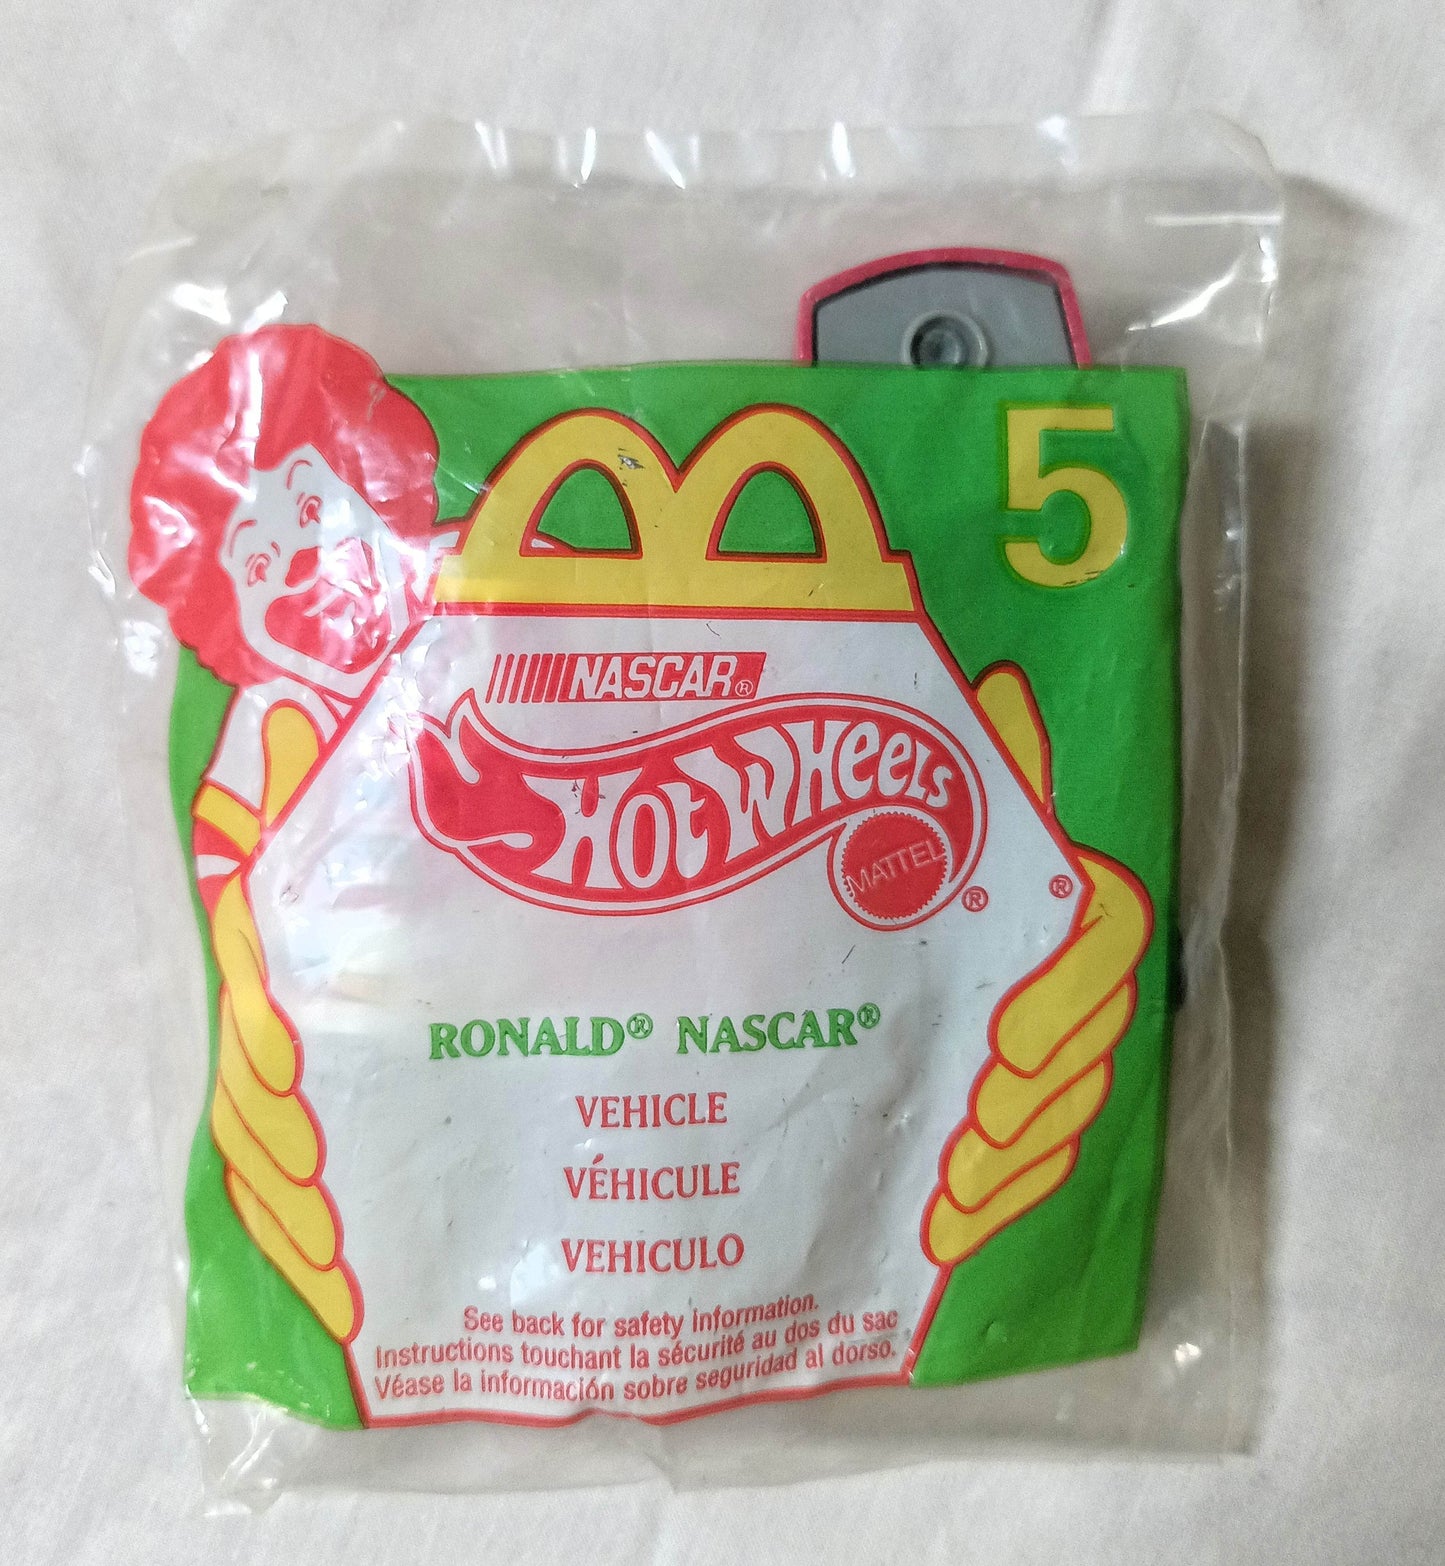 5
NASCAR®
Hot Wheels
MATTEL
® ®
RONALD® NASCAR®
VEHICLE
VÉHICULE
VEHICULO
See back for safety information.
Instructions touchant la sécurité au dos du sac
Véase la información sobre seguridad al dorso.